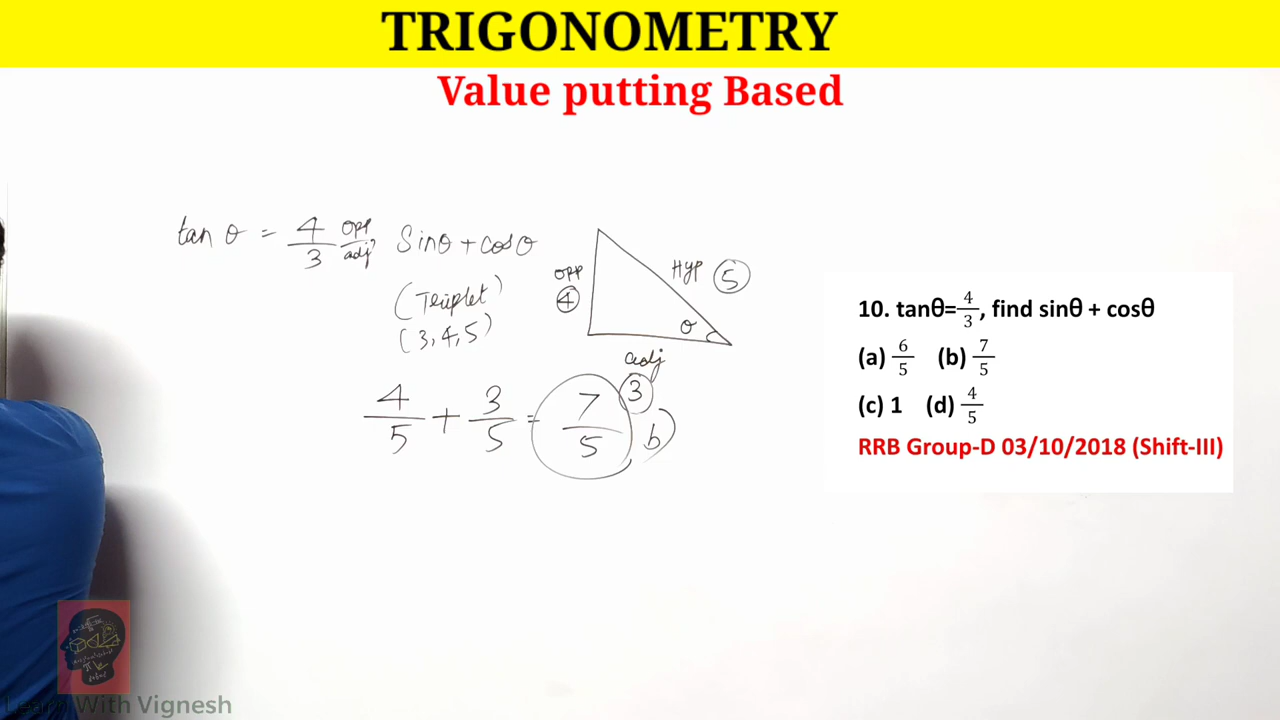 TRIGONOMETRY
Value putting Based
tan θ = 4/3 opp/adj, Sinθ + cosθ
(Triplet)
(3,4,5)
opp
4
Hyp 5
θ
adj
3
4/5 + 3/5 = 7/5 b)
10. tanθ=4/3, find sinθ + cosθ
(a) 6/5 (b) 7/5
(c) 1 (d) 4/5
RRB Group-D 03/10/2018 (Shift-III)
Learn With Vignesh